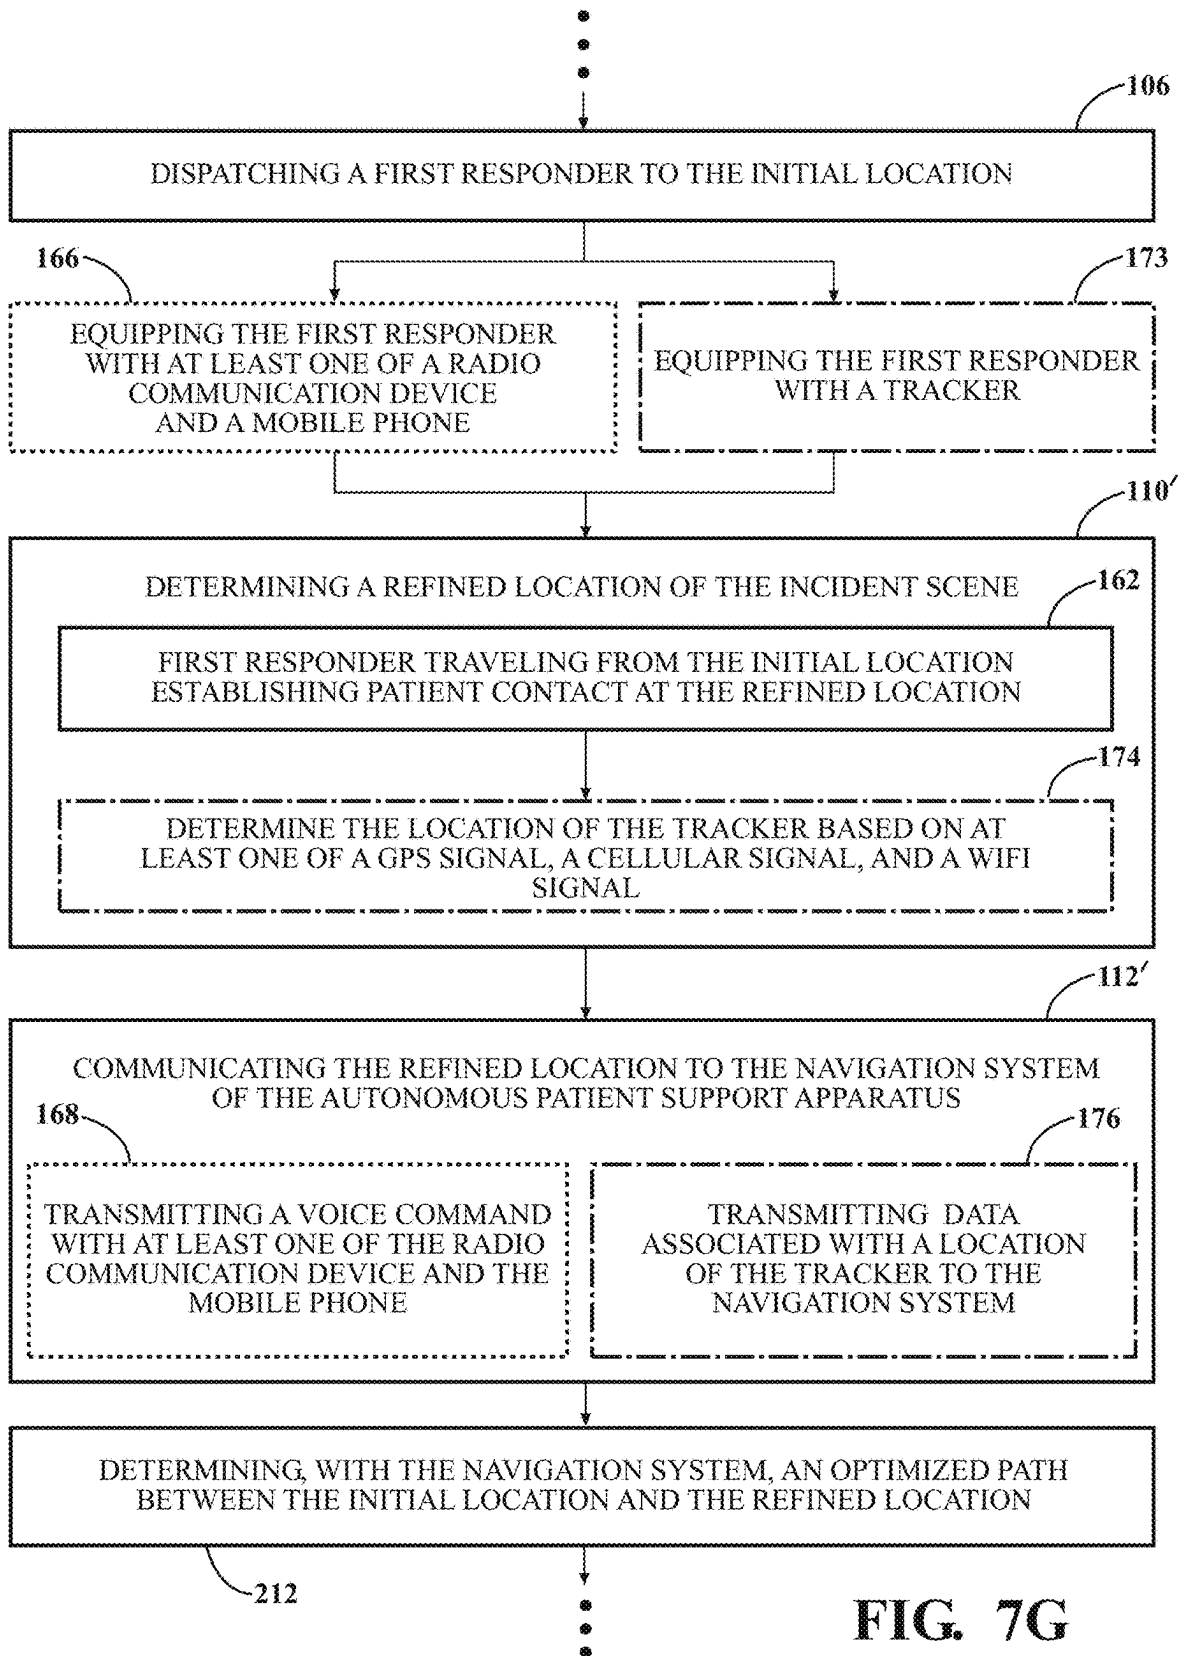 106
DISPATCHING A FIRST RESPONDER TO THE INITIAL LOCATION
166
173
EQUIPPING THE FIRST RESPONDER
WITH AT LEAST ONE OF A RADIO
COMMUNICATION DEVICE
AND A MOBILE PHONE
EQUIPPING THE FIRST RESPONDER
WITH A TRACKER
110′
DETERMINING A REFINED LOCATION OF THE INCIDENT SCENE
162
FIRST RESPONDER TRAVELING FROM THE INITIAL LOCATION
ESTABLISHING PATIENT CONTACT AT THE REFINED LOCATION
174
DETERMINE THE LOCATION OF THE TRACKER BASED ON AT
LEAST ONE OF A GPS SIGNAL, A CELLULAR SIGNAL, AND A WIFI
SIGNAL
112′
COMMUNICATING THE REFINED LOCATION TO THE NAVIGATION SYSTEM
OF THE AUTONOMOUS PATIENT SUPPORT APPARATUS
168
176
TRANSMITTING A VOICE COMMAND
WITH AT LEAST ONE OF THE RADIO
COMMUNICATION DEVICE AND THE
MOBILE PHONE
TRANSMITTING DATA
ASSOCIATED WITH A LOCATION
OF THE TRACKER TO THE
NAVIGATION SYSTEM
DETERMINING, WITH THE NAVIGATION SYSTEM, AN OPTIMIZED PATH
BETWEEN THE INITIAL LOCATION AND THE REFINED LOCATION
212
FIG. 7G